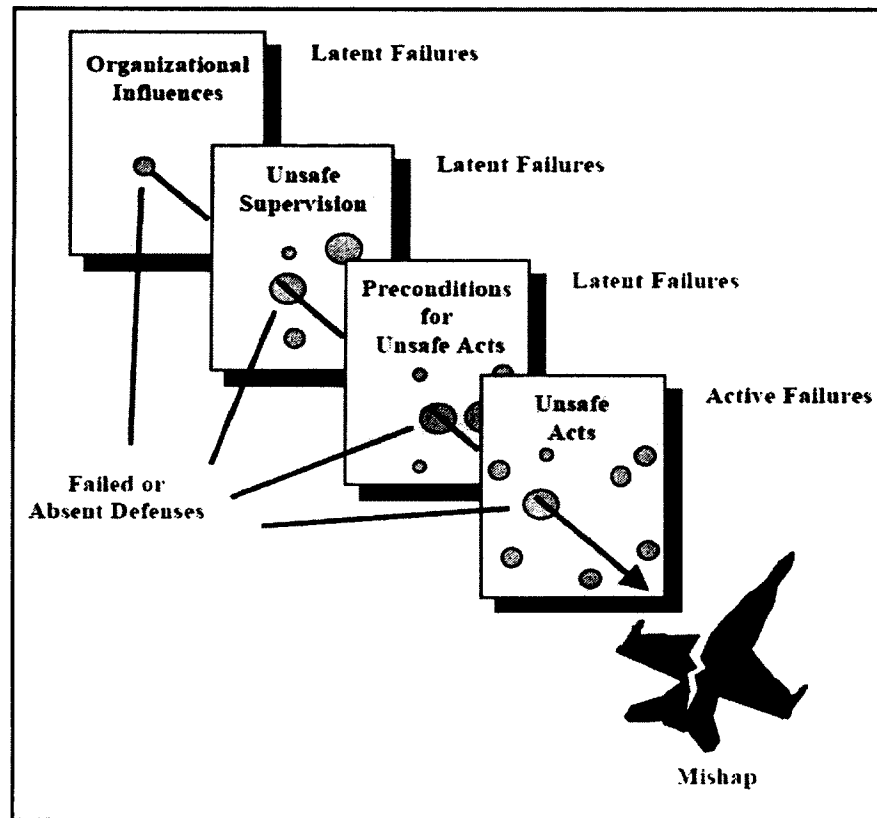 Organizational
Influences
Latent Failures
Unsafe
Supervision
Latent Failures
Preconditions
for
Unsafe Acts
Latent Failures
Unsafe
Acts
Active Failures
Failed or
Absent Defenses
Mishap